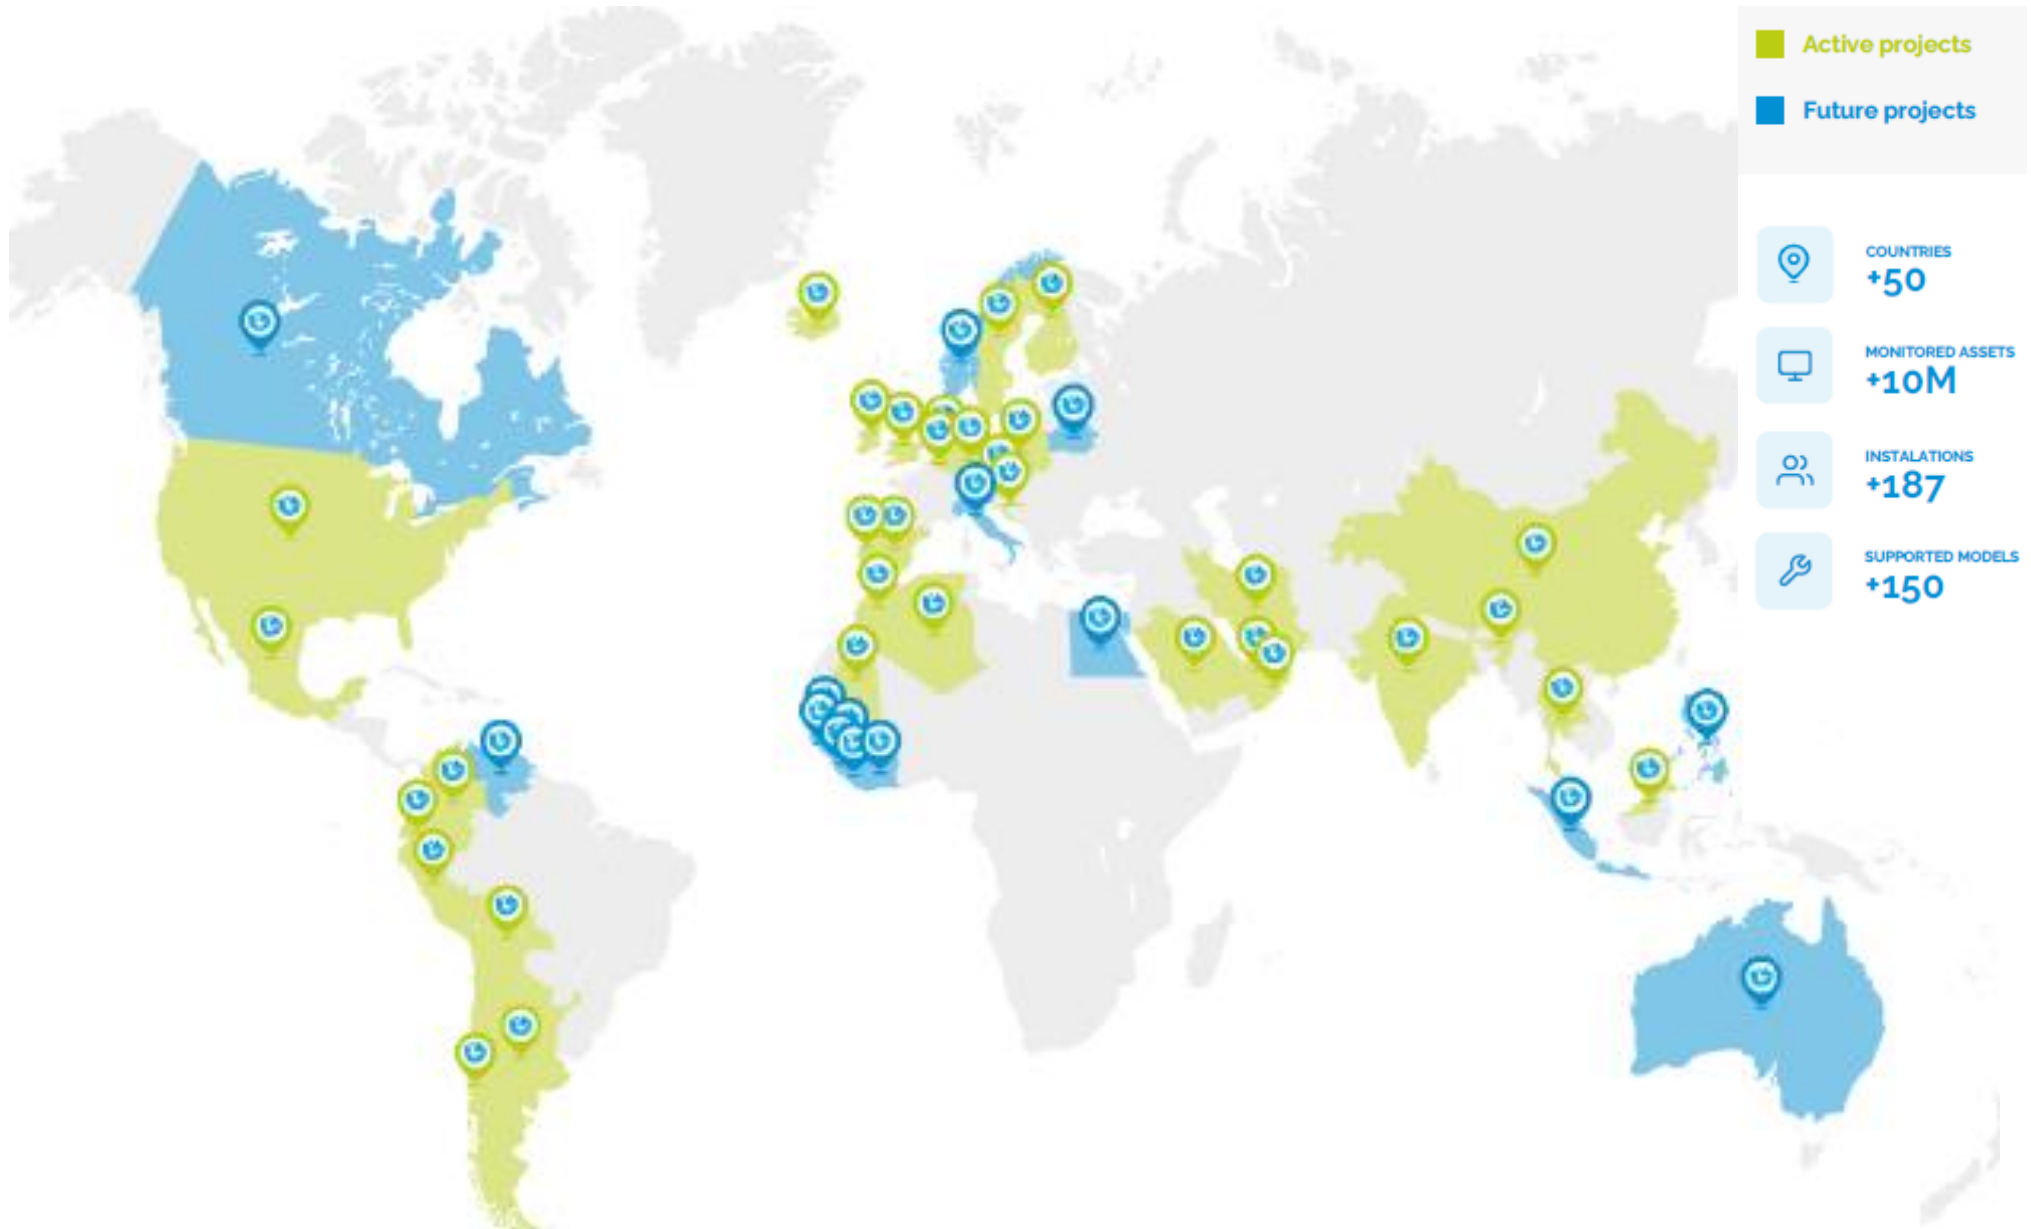 Active projects
Future projects
COUNTRIES
+50
MONITORED ASSETS
+10M
INSTALATIONS
+187
SUPPORTED MODELS
+150